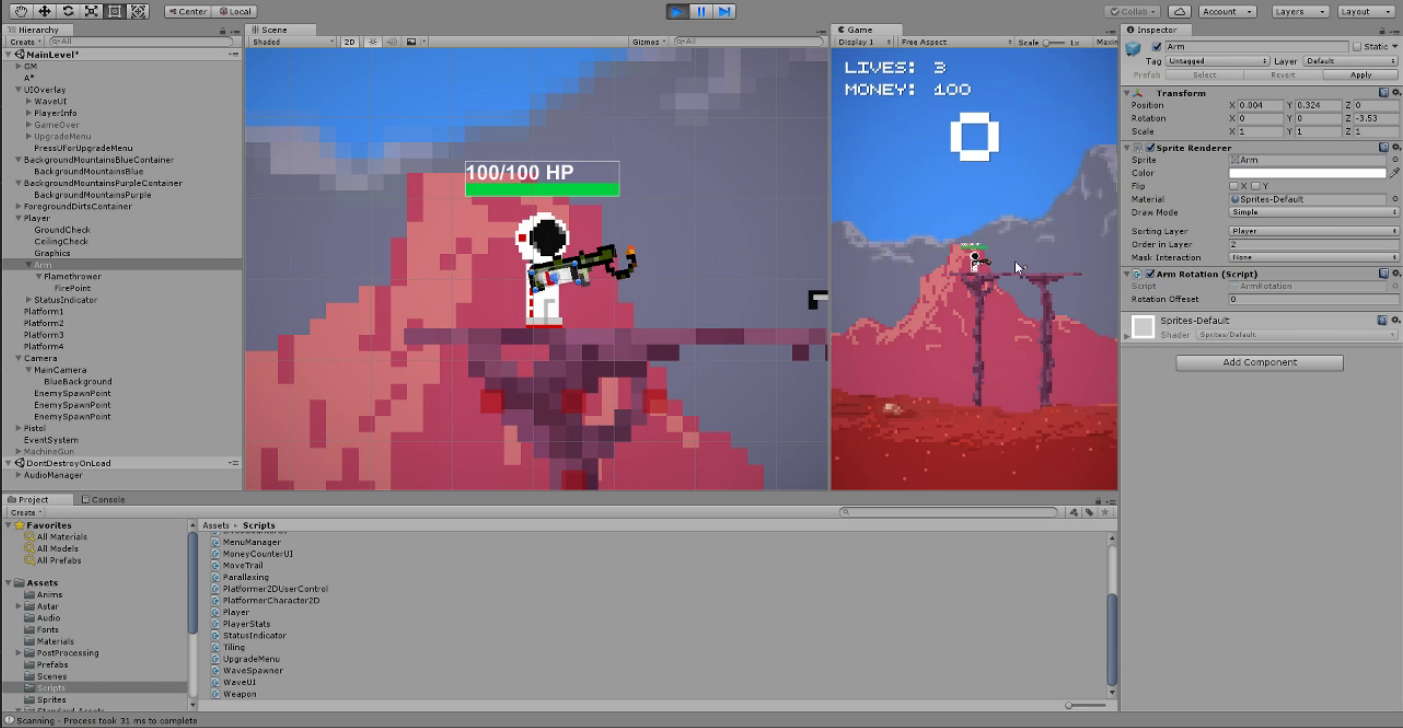 Center Local
Collab Account Layers Layout
Hierarchy
Create All
MainLevel*
GM
A*
UIOverlay
WaveUI
PlayerInfo
GameOver
UpgradeMenu
PressUForUpgradeMenu
BackgroundMountainsBlueContainer
BackgroundMountainsBlue
BackgroundMountainsPurpleContainer
BackgroundMountainsPurple
ForegroundDirtsContainer
Player
GroundCheck
CeilingCheck
Graphics
Arm
Flamethrower
FirePoint
StatusIndicator
Platform1
Platform2
Platform3
Platform4
Camera
MainCamera
BlueBackground
EnemySpawnPoint
EnemySpawnPoint
EnemySpawnPoint
Pistol
EventSystem
MachineGun
DontDestroyOnLoad
AudioManager
Scene
Shaded 2D Gizmos All
100/100 HP
Game
Display 1 Free Aspect Scale 1x Maxin
LIVES: 3
MONEY: 100
0
Inspector
Arm Static
Tag Untagged Layer Default
Prefab Select Revert Apply
Transform
Position X 0.004 Y 0.324 Z 0
Rotation X 0 Y 0 Z -3.53
Scale X 1 Y 1 Z 1
Sprite Renderer
Sprite Arm
Color
Flip X Y
Material Sprites-Default
Draw Mode Simple
Sorting Layer Player
Order in Layer 2
Mask Interaction None
Arm Rotation (Script)
Script ArmRotation
Rotation Offeset 0
Sprites-Default
Shader Sprites/Default
Add Component
Project Console
Create
Favorites
All Materials
All Models
All Prefabs
Assets
Anims
Astar
Audio
Fonts
Materials
PostProcessing
Prefabs
Scenes
Scripts
Sprites
Standard Assets
Assets Scripts
MenuManager
MoneyCounterUI
MoveTrail
Parallaxing
Platformer2DUserControl
PlatformerCharacter2D
Player
PlayerStats
StatusIndicator
Tiling
UpgradeMenu
WaveSpawner
WaveUI
Weapon
Scanning - Process took 31 ms to complete